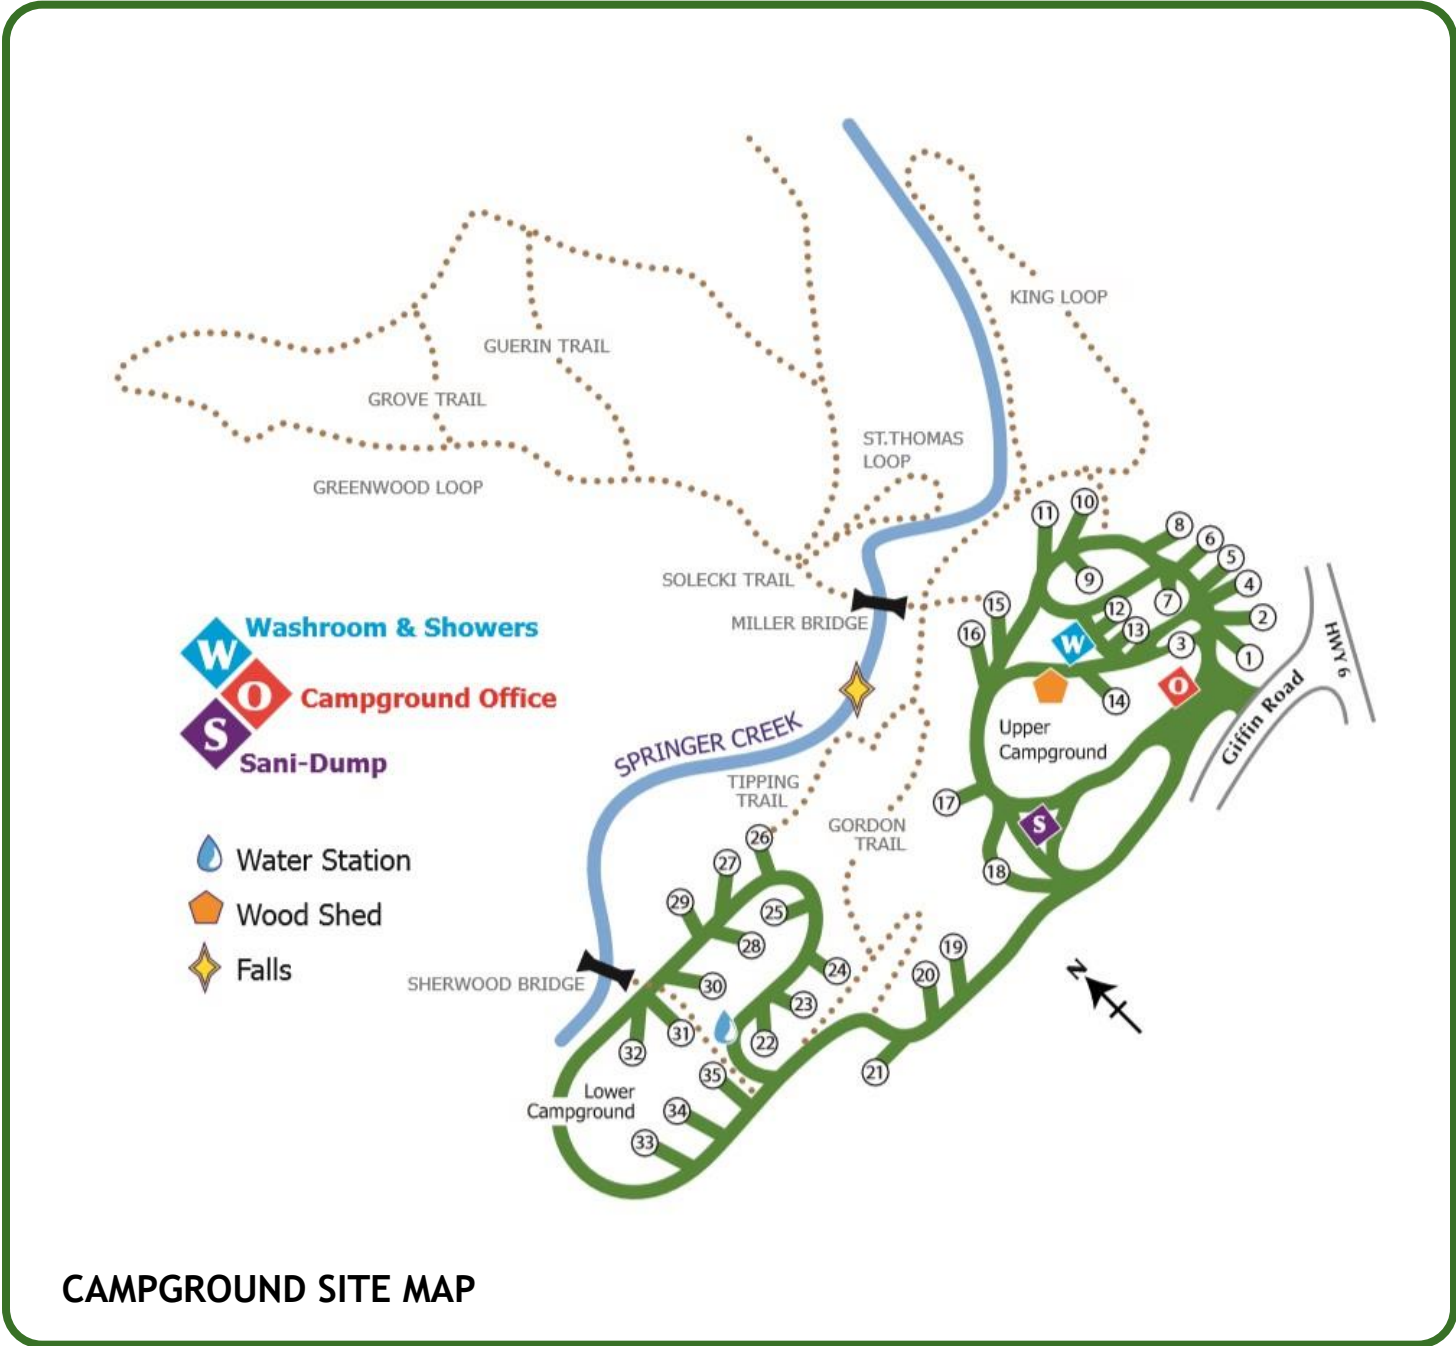 KING LOOP
GUERIN TRAIL
GROVE TRAIL
ST.THOMAS
LOOP
GREENWOOD LOOP
11
10
8
6
5
4
2
1
9
7
12
13
3
15
16
14
SOLECKI TRAIL
MILLER BRIDGE
W
O
HWY 6
Giffin Road
W
Washroom & Showers
O
Campground Office
S
Sani-Dump
Upper
Campground
SPRINGER CREEK
TIPPING
TRAIL
17
S
18
GORDON
TRAIL
26
27
29
25
28
19
20
24
30
23
22
31
32
21
35
34
33
N
Water Station
Wood Shed
Falls
SHERWOOD BRIDGE
Lower
Campground
CAMPGROUND SITE MAP